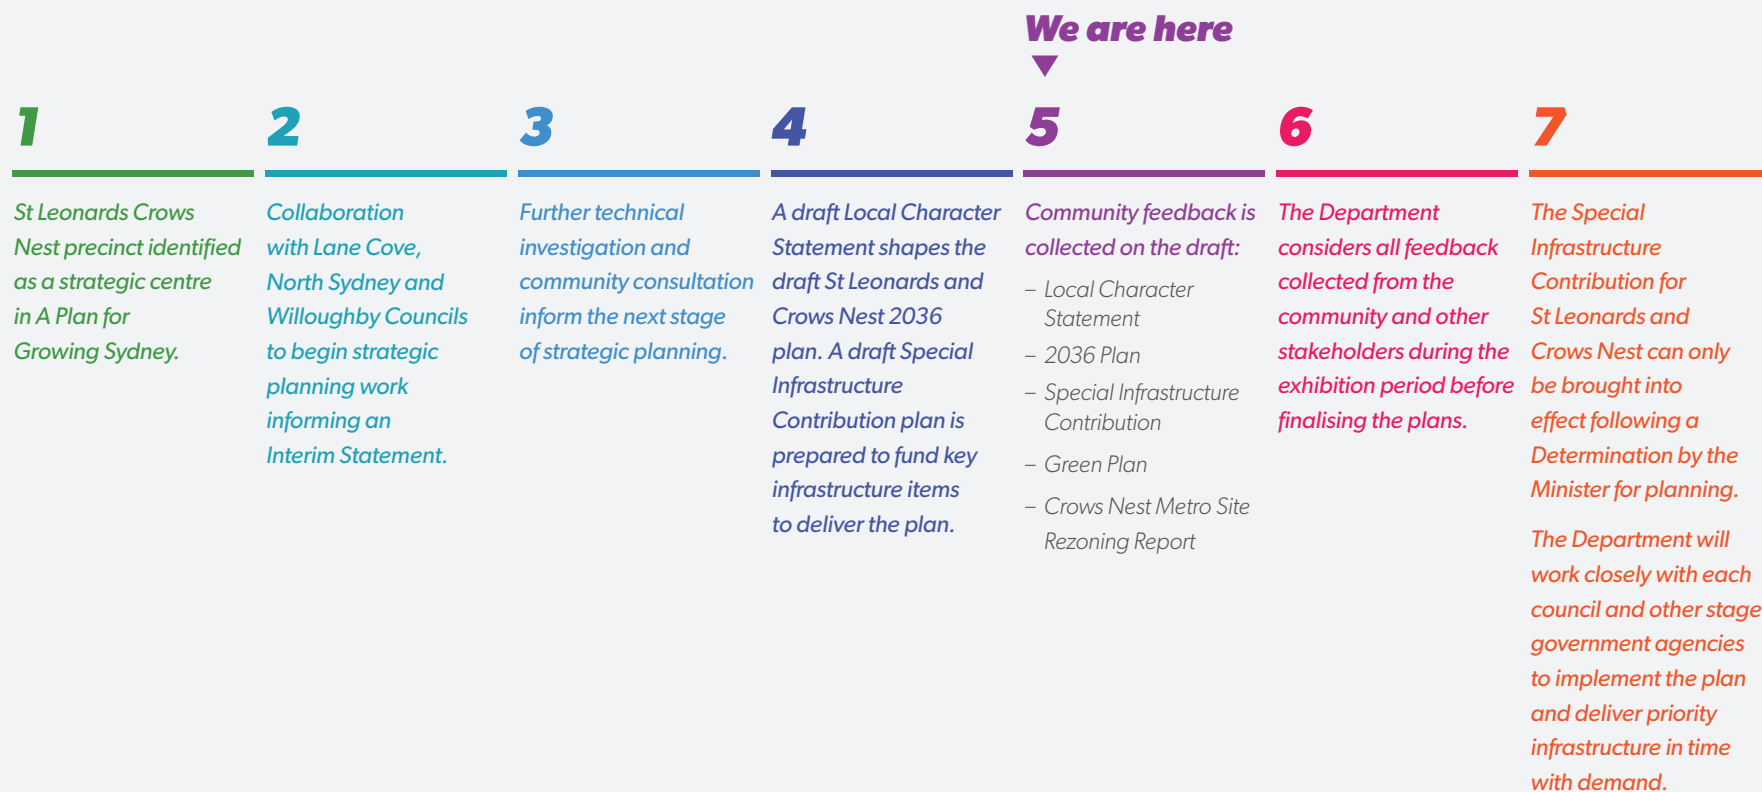 We are here
1
St Leonards Crows
Nest precinct identified
as a strategic centre
in A Plan for
Growing Sydney.
2
Collaboration
with Lane Cove,
North Sydney and
Willoughby Councils
to begin strategic
planning work
informing an
Interim Statement.
3
Further technical
investigation and
community consultation
inform the next stage
of strategic planning.
4
A draft Local Character
Statement shapes the
draft St Leonards and
Crows Nest 2036
plan. A draft Special
Infrastructure
Contribution plan is
prepared to fund key
infrastructure items
to deliver the plan.
5
Community feedback is
collected on the draft:
– Local Character
Statement
– 2036 Plan
– Special Infrastructure
Contribution
– Green Plan
– Crows Nest Metro Site
Rezoning Report
6
The Department
considers all feedback
collected from the
community and other
stakeholders during the
exhibition period before
finalising the plans.
7
The Special
Infrastructure
Contribution for
St Leonards and
Crows Nest can only
be brought into
effect following a
Determination by the
Minister for planning.
The Department will
work closely with each
council and other stage
government agencies
to implement the plan
and deliver priority
infrastructure in time
with demand.